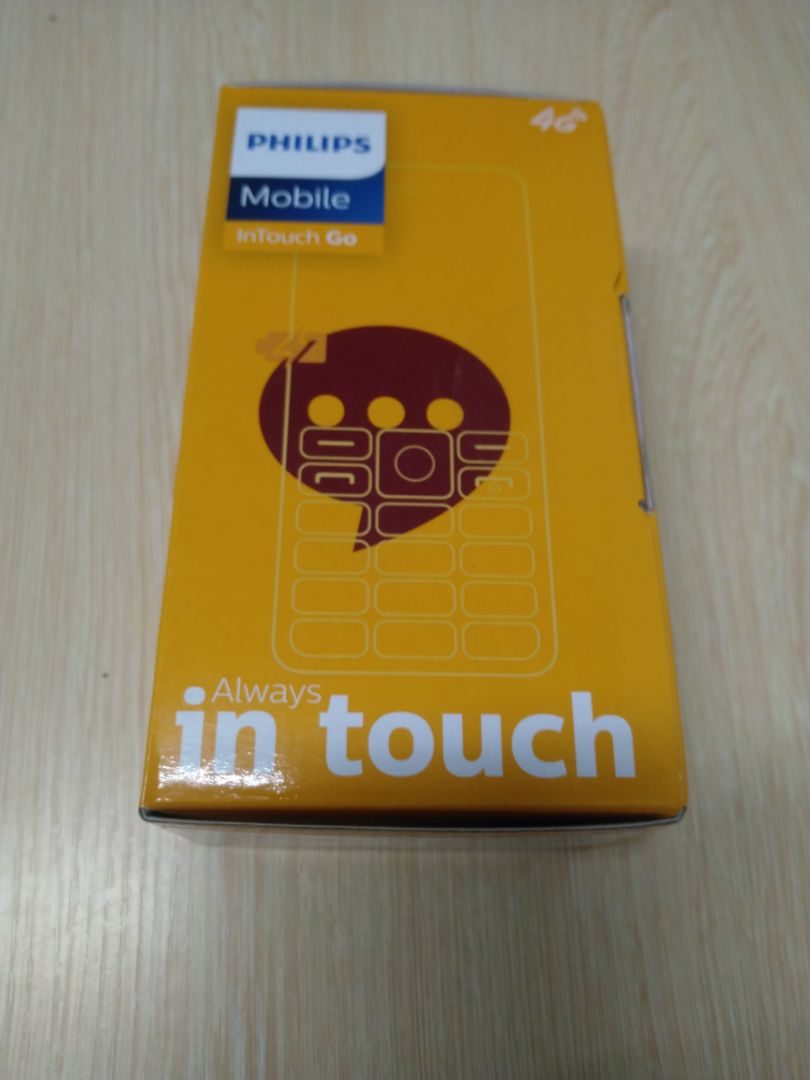 PHILIPS
4G
Mobile
InTouch Go
Always
in touch